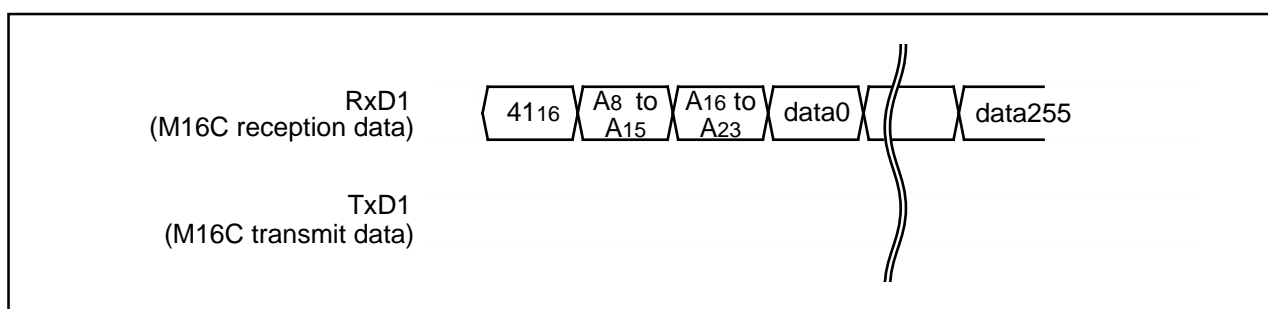 RxD1
(M16C reception data)
4116
A8 to
A15
A16 to
A23
data0
data255
TxD1
(M16C transmit data)